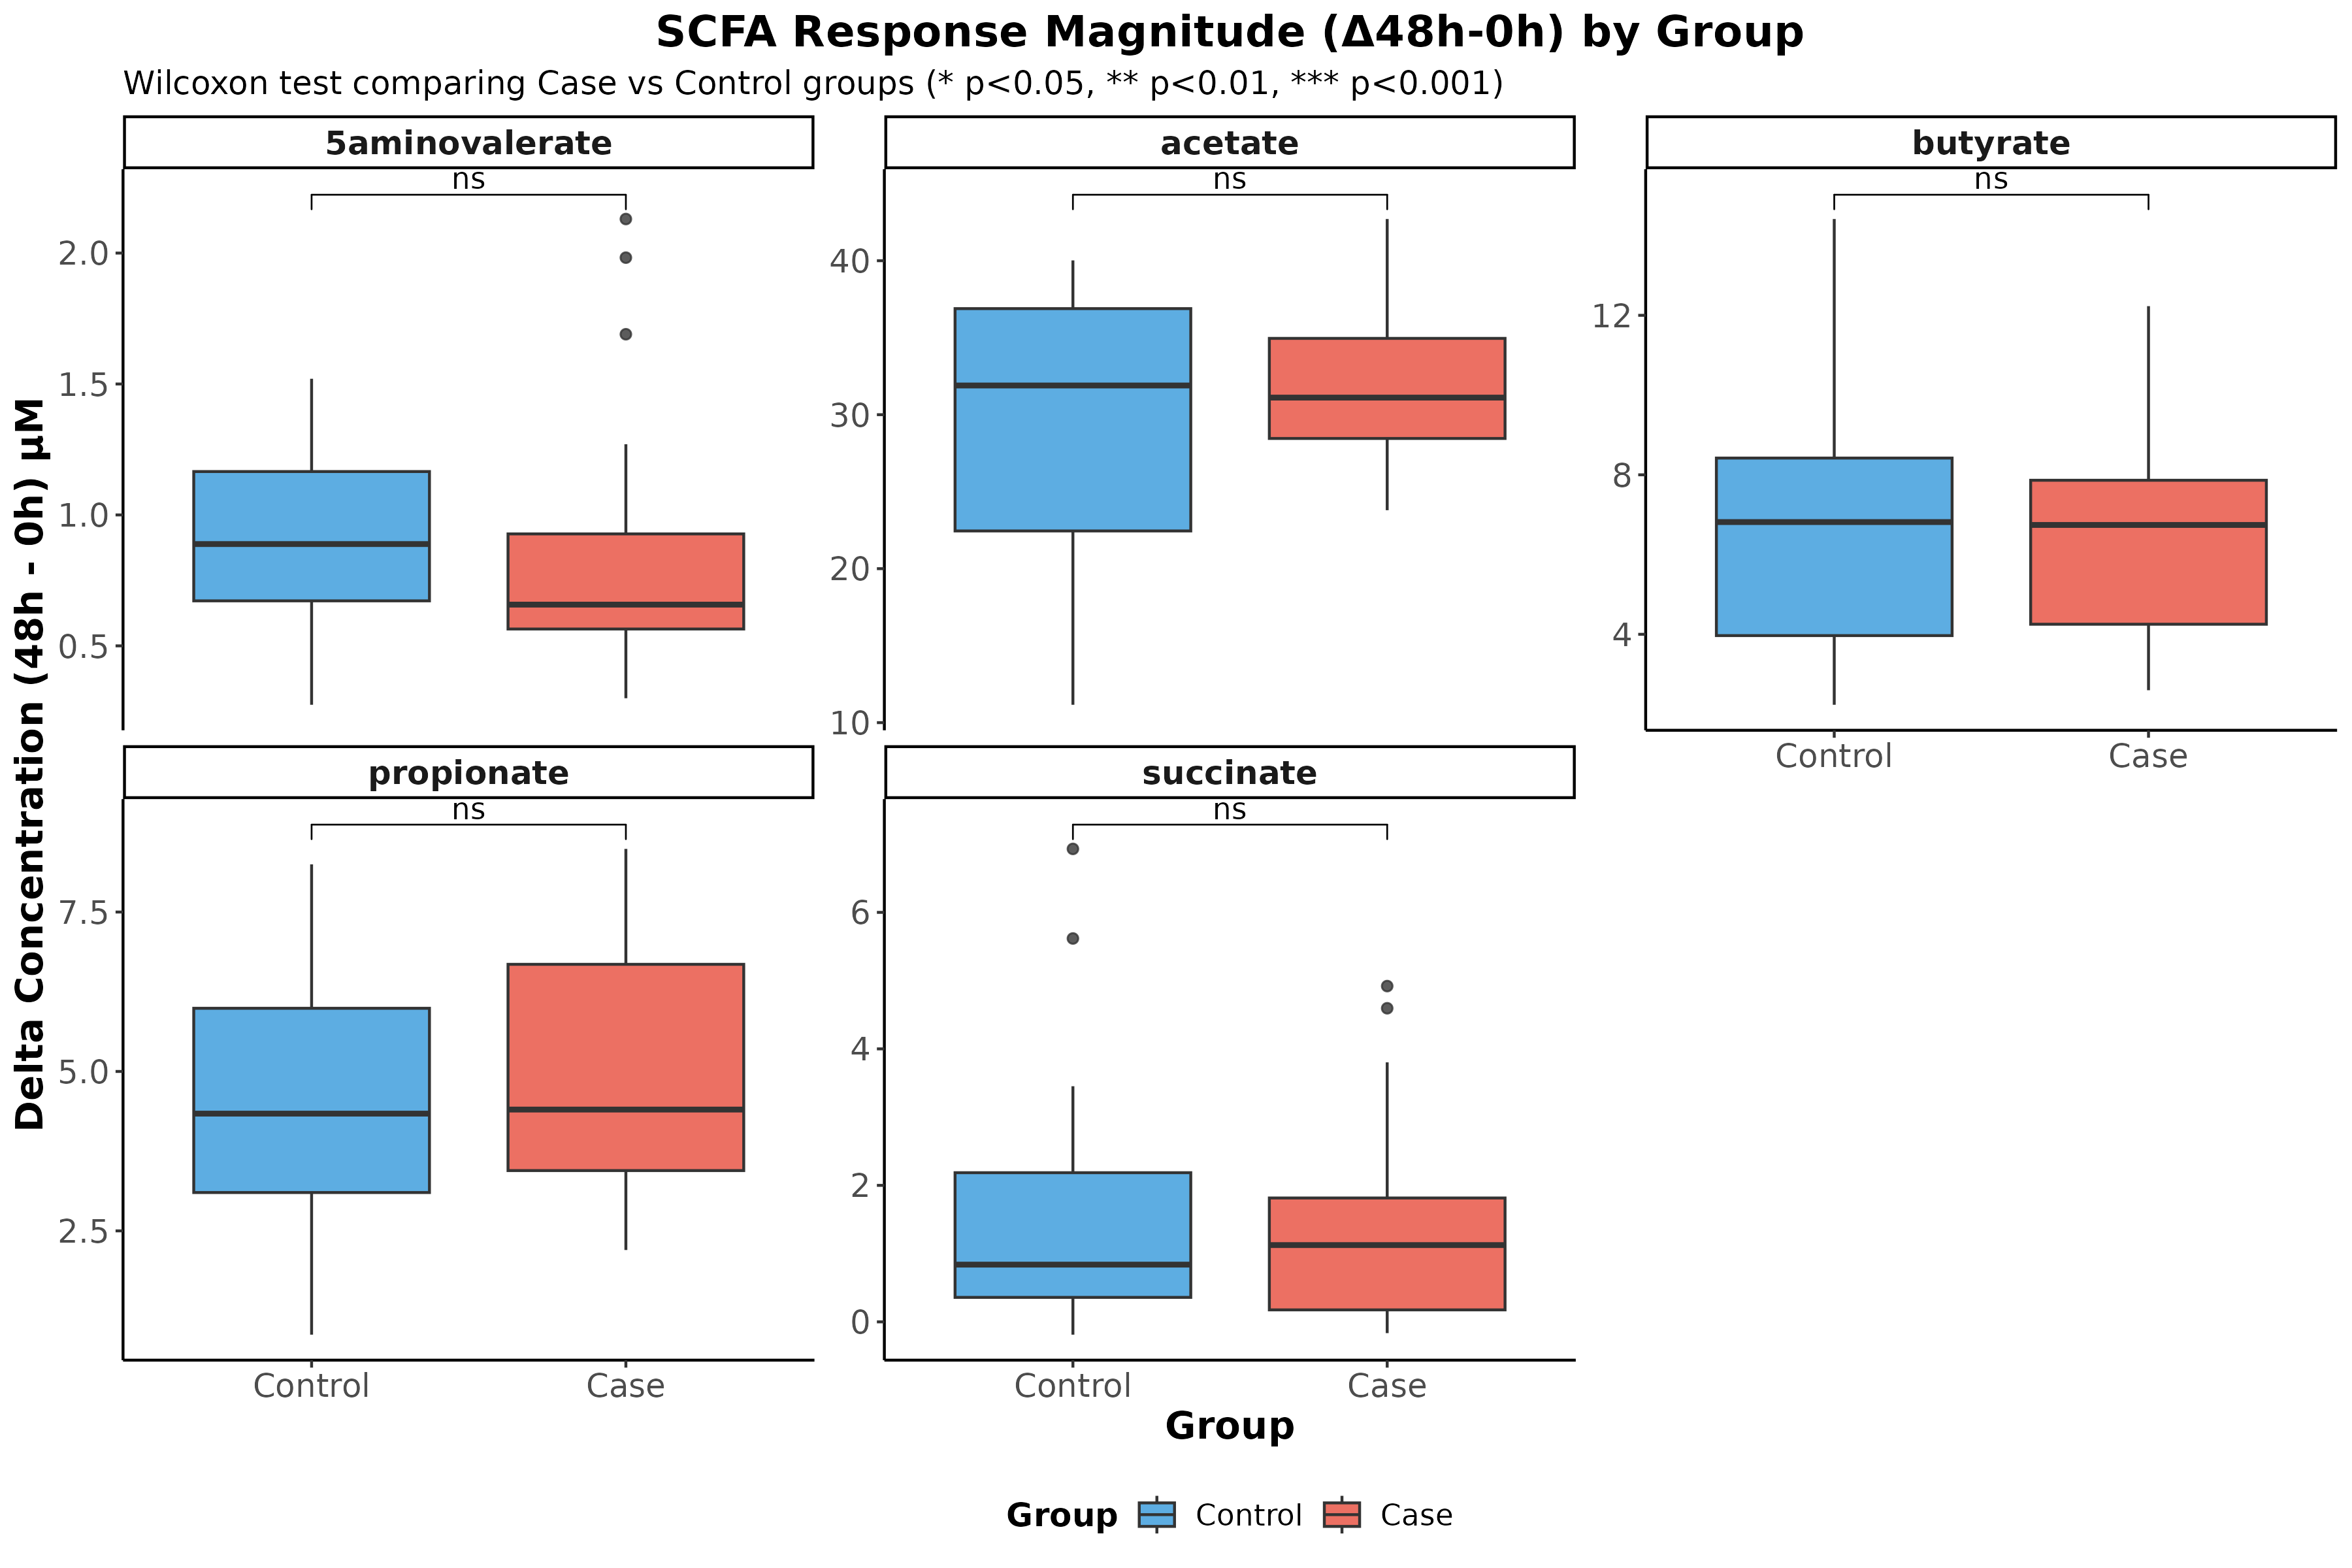 SCFA Response Magnitude (Δ48h-0h) by Group
Wilcoxon test comparing Case vs Control groups (* p<0.05, ** p<0.01, *** p<0.001)
Delta Concentration (48h - 0h) µM
5aminovalerate
ns
2.0
1.5
1.0
0.5
acetate
ns
40
30
20
10
butyrate
ns
12
8
4
Control Case
propionate
ns
7.5
5.0
2.5
Control Case
succinate
ns
6
4
2
0
Control Case
Group
Group Control Case